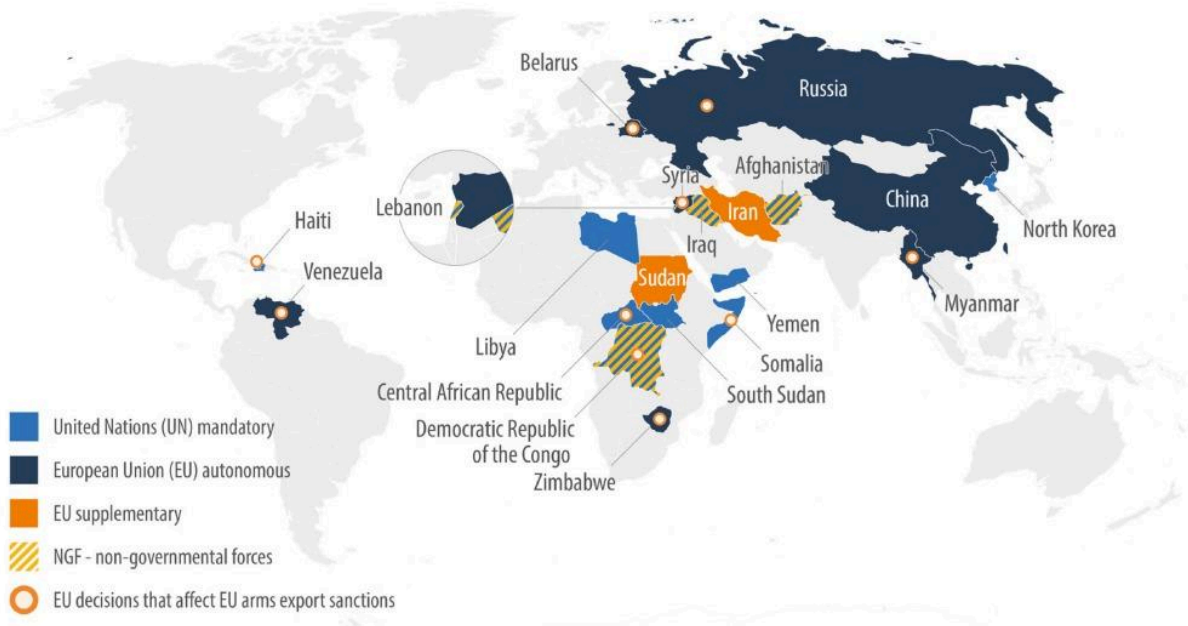 Belarus
Russia
Syria
Afghanistan
Lebanon
Iran
China
Haiti
Iraq
North Korea
Venezuela
Sudan
Myanmar
Yemen
Libya
Somalia
Central African Republic
South Sudan
Democratic Republic
of the Congo
Zimbabwe
United Nations (UN) mandatory
European Union (EU) autonomous
EU supplementary
NGF - non-governmental forces
EU decisions that affect EU arms export sanctions